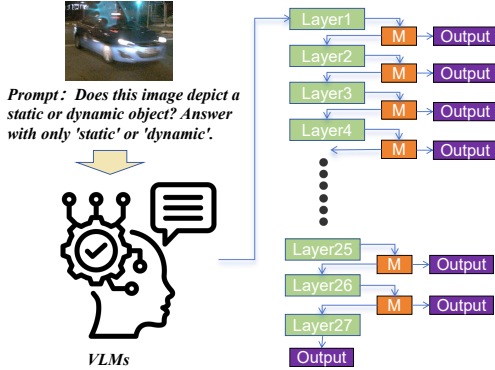 Prompt: Does this image depict a
static or dynamic object? Answer
with only 'static' or 'dynamic'.
VLMs
Layer1
M
Output
Layer2
M
Output
Layer3
M
Output
Layer4
M
Output
Layer25
M
Output
Layer26
M
Output
Layer27
Output